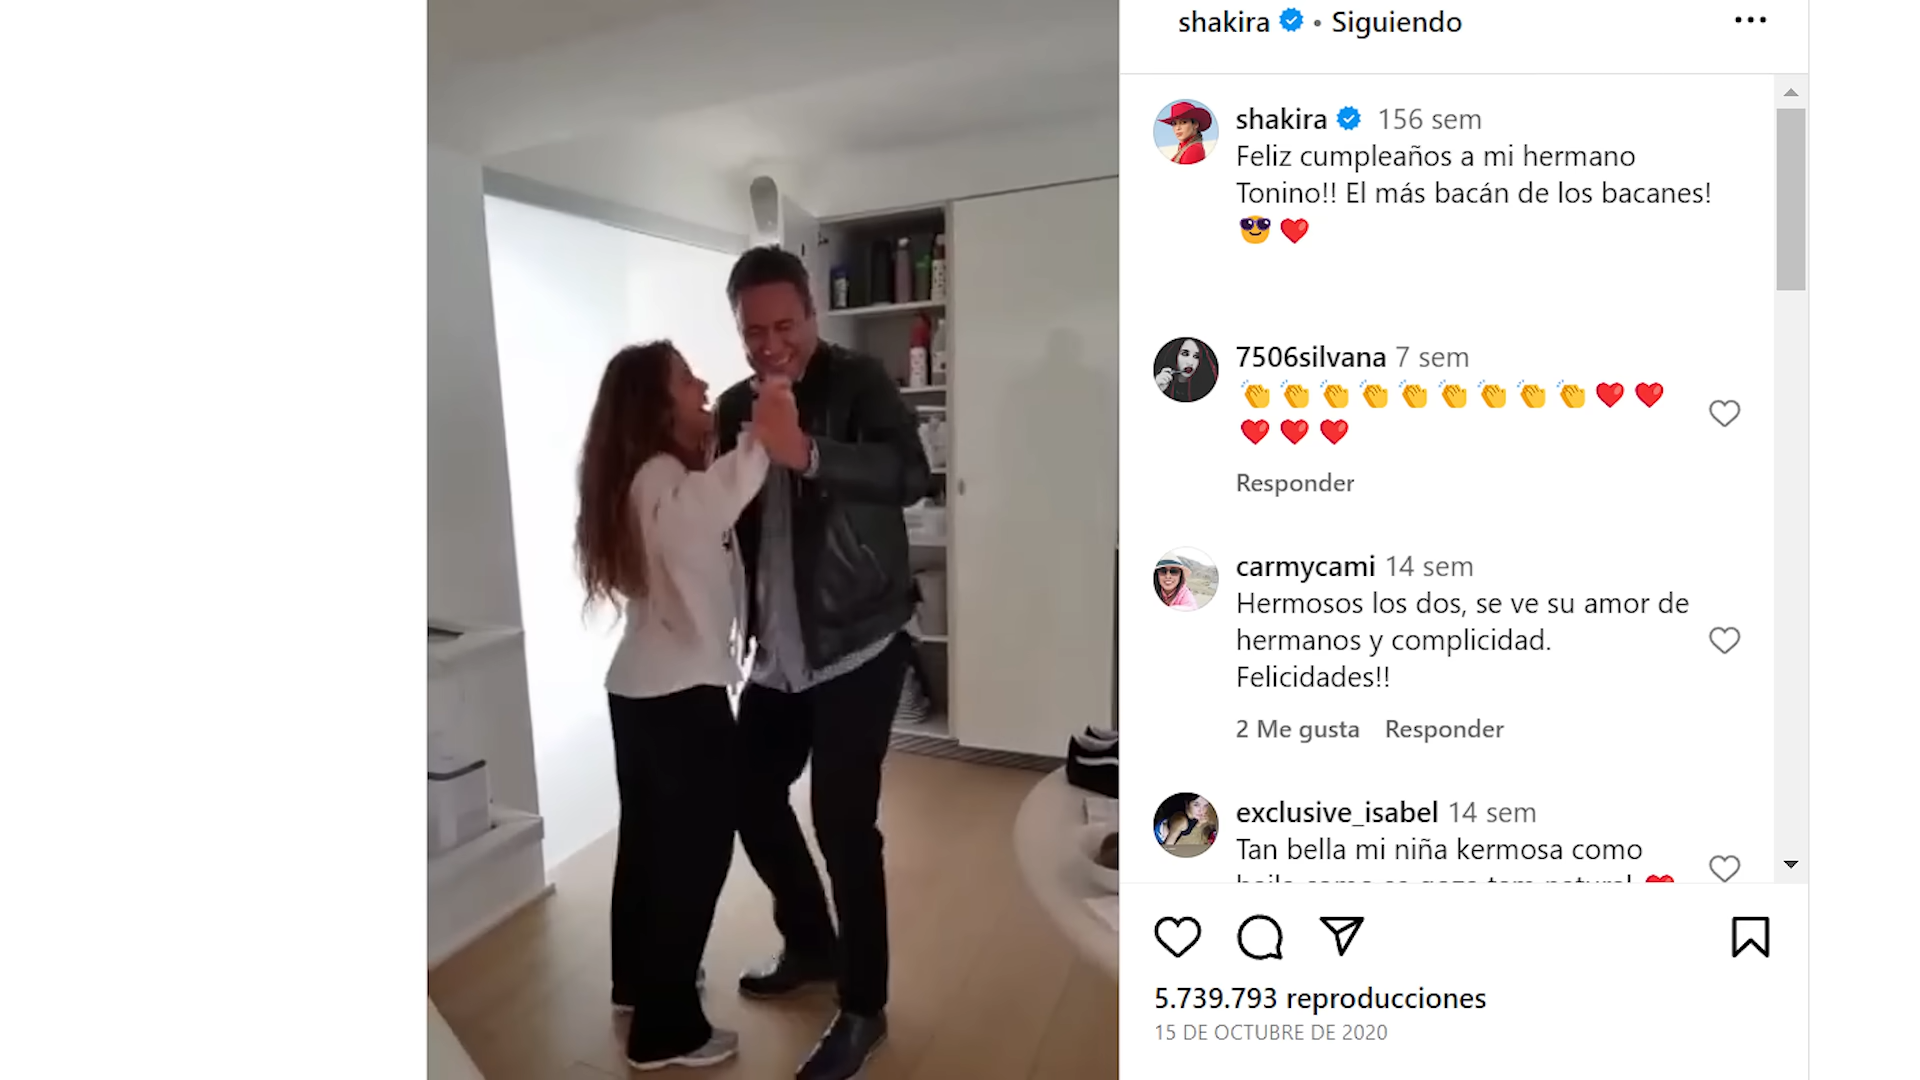 shakira • Siguiendo
shakira 156 sem
Feliz cumpleaños a mi hermano
Tonino!! El más bacán de los bacanes!
😎 ❤️
7506silvana 7 sem
👏 👏 👏 👏 👏 👏 👏 👏 👏 ❤️ ❤️
❤️ ❤️ ❤️
Responder
carmycami 14 sem
Hermosos los dos, se ve su amor de
hermanos y complicidad.
Felicidades!!
2 Me gusta Responder
exclusive_isabel 14 sem
Tan bella mi niña kermosa como
5.739.793 reproducciones
15 DE OCTUBRE DE 2020